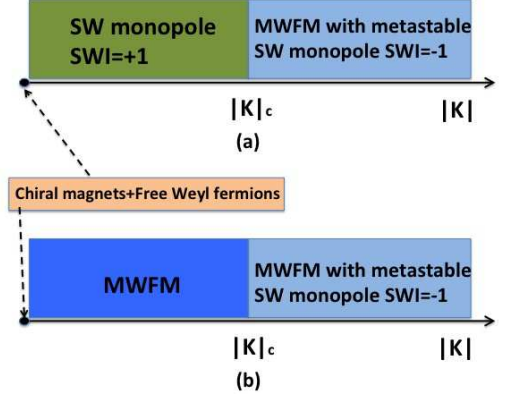 SW monopole
SWI=+1
MWFM with metastable
SW monopole SWI=-1
|K|c
|K|
(a)
Chiral magnets+Free Weyl fermions
MWFM
MWFM with metastable
SW monopole SWI=-1
|K|c
|K|
(b)